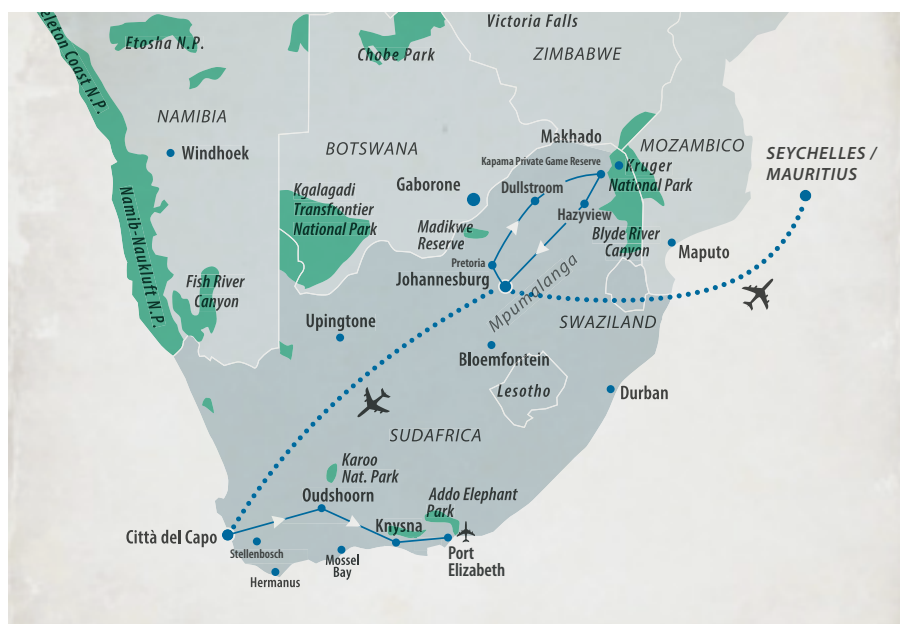 Victoria Falls
Skeleton Coast N.P.
Etosha N.P.
Chobe Park
ZIMBABWE
NAMIBIA
Windhoek
BOTSWANA
Makhado
MOZAMBICO
SEYCHELLES /
MAURITIUS
Kapama Private Game Reserve
Kruger
National Park
Gaborone
Dullstroom
Kgalagadi
Transfrontier
National Park
Hazyview
Madikwe
Reserve
Blyde River
Canyon
Maputo
Namib-Naukluft N.P.
Pretoria
Johannesburg
Mpumalanga
Fish River
Canyon
SWAZILAND
Upingtone
Bloemfontein
Lesotho
Durban
SUDAFRICA
Karoo
Nat. Park
Oudshoorn
Addo Elephant
Park
Knysna
Città del Capo
Stellenbosch
Mossel
Bay
Port
Elizabeth
Hermanus